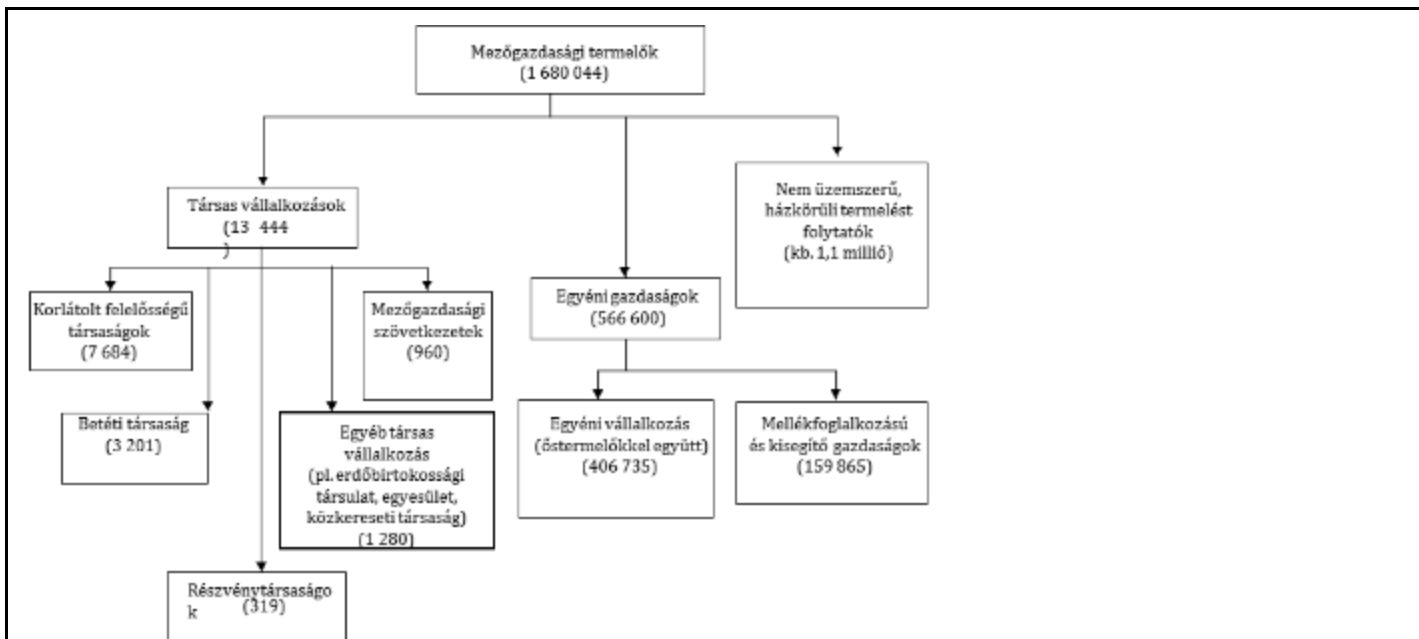 Mezőgazdasági termelők
(1 680 044)
Társas vállalkozások
(13 444
)
Nem üzemszerű,
házkörüli termelést
folytatók
(kb. 1,1 millió)
Egyéni gazdaságok
(566 600)
Korlátolt felelősségű
társaságok
(7 684)
Mezőgazdasági
szövetkezetek
(960)
Betéti társaság
(3 201)
Egyéb társas
vállalkozás
(pl. erdőbirtokossági
társulat, egyesület,
közkereseti társaság)
(1 280)
Egyéni vállalkozás
(őstermelőkkel együtt)
(406 735)
Mellékfoglalkozású
és kisegítő gazdaságok
(159 865)
Részvénytársaságo
k (319)